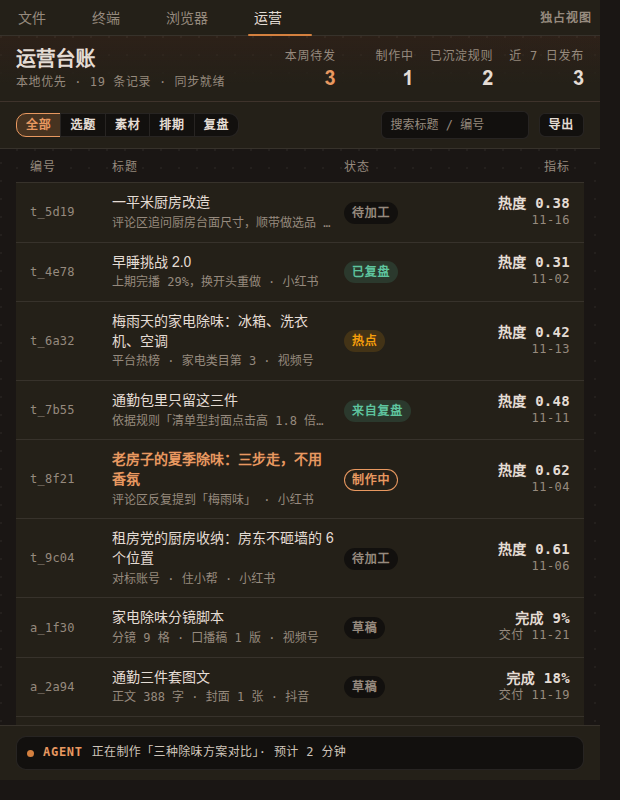 文件 终端 浏览器 运营 独占视图
运营台账
本地优先 · 19 条记录 · 同步就绪
本周待发 制作中 已沉淀规则 近 7 日发布
3 1 2 3
全部 选题 素材 排期 复盘 搜索标题 / 编号 导出
编号 标题 状态 指标
t_5d19 一平米厨房改造 待加工 热度 0.38
评论区追问厨房台面尺寸，顺带做选品 … 11-16
t_4e78 早睡挑战 2.0 已复盘 热度 0.31
上期完播 29%，换开头重做 · 小红书 11-02
t_6a32 梅雨天的家电除味：冰箱、洗衣
机、空调 热点 热度 0.42
平台热榜 · 家电类目第 3 · 视频号 11-13
t_7b55 通勤包里只留这三件 来自复盘 热度 0.48
依据规则「清单型封面点击高 1.8 倍… 11-11
t_8f21 老房子的夏季除味：三步走，不用
香氛 制作中 热度 0.62
评论区反复提到「梅雨味」 · 小红书 11-04
t_9c04 租房党的厨房收纳：房东不砸墙的 6
个位置 待加工 热度 0.61
对标账号 · 住小帮 · 小红书 11-06
a_1f30 家电除味分镜脚本 草稿 完成 9%
分镜 9 格 · 口播稿 1 版 · 视频号 交付 11-21
a_2a94 通勤三件套图文 草稿 完成 18%
正文 388 字 · 封面 1 张 · 抖音 交付 11-19
AGENT 正在制作「三种除味方案对比」· 预计 2 分钟